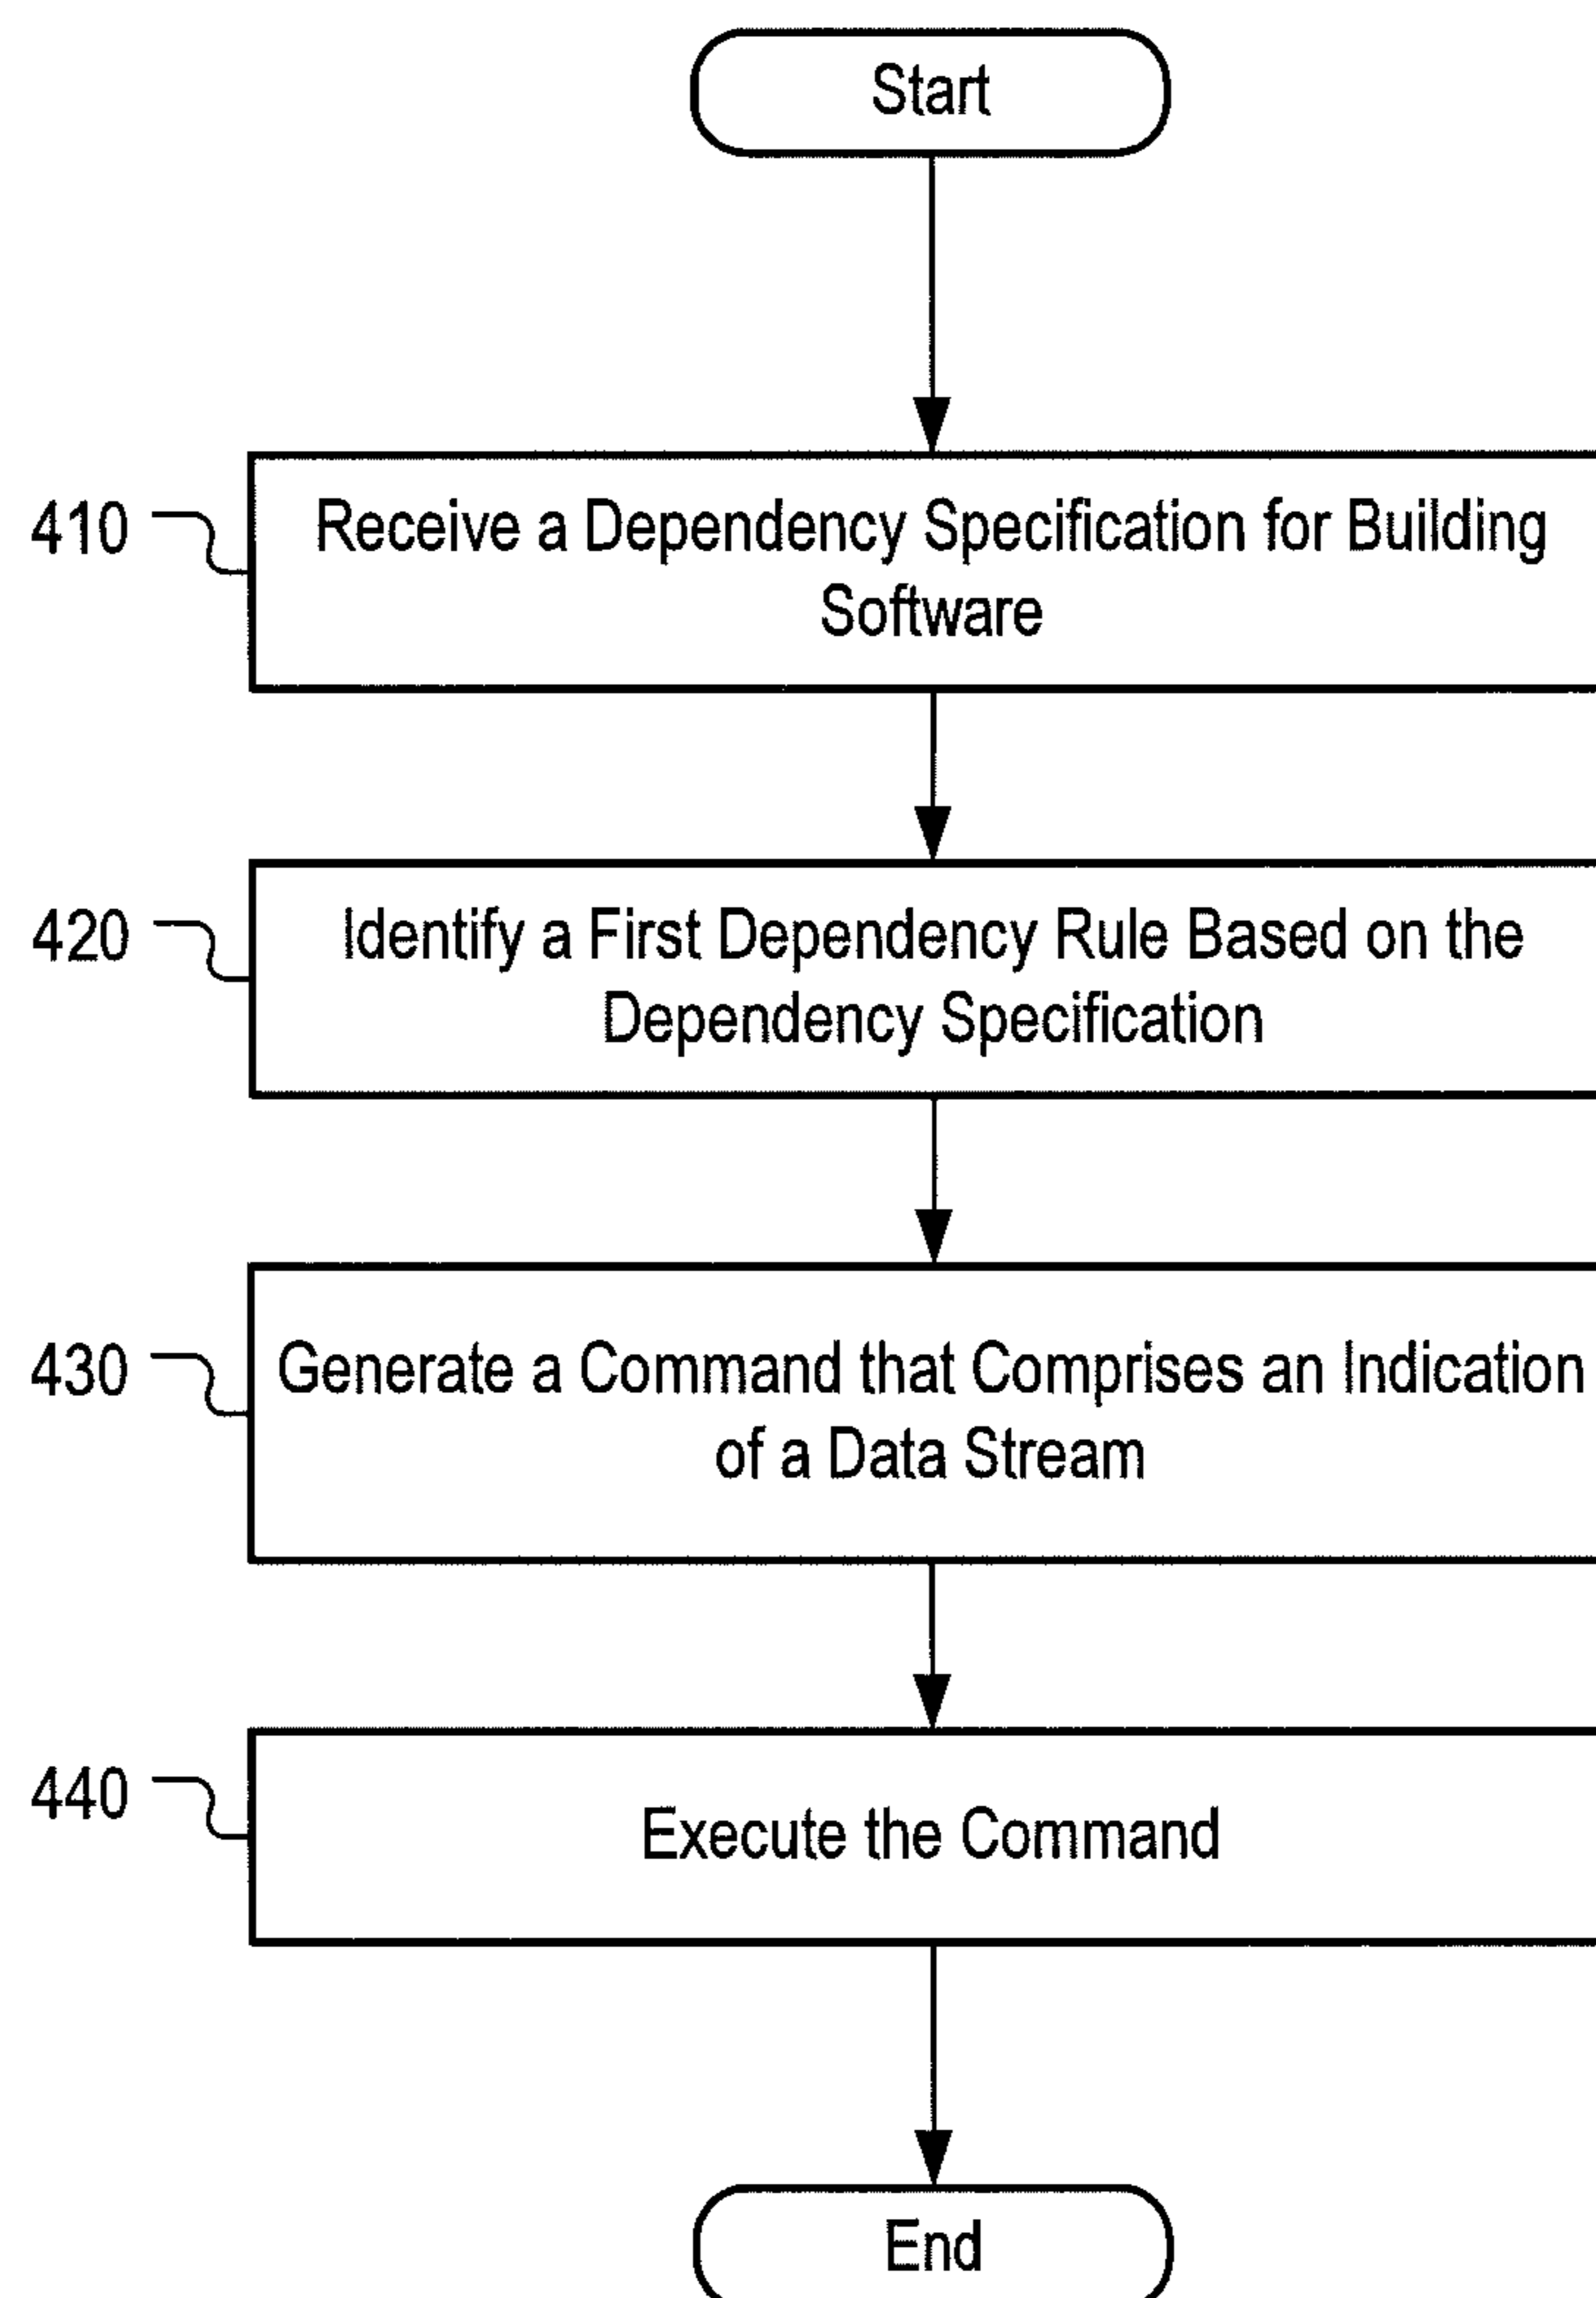 Start
410
Receive a Dependency Specification for Building
Software
420
Identify a First Dependency Rule Based on the
Dependency Specification
430
Generate a Command that Comprises an Indication
of a Data Stream
440
Execute the Command
End